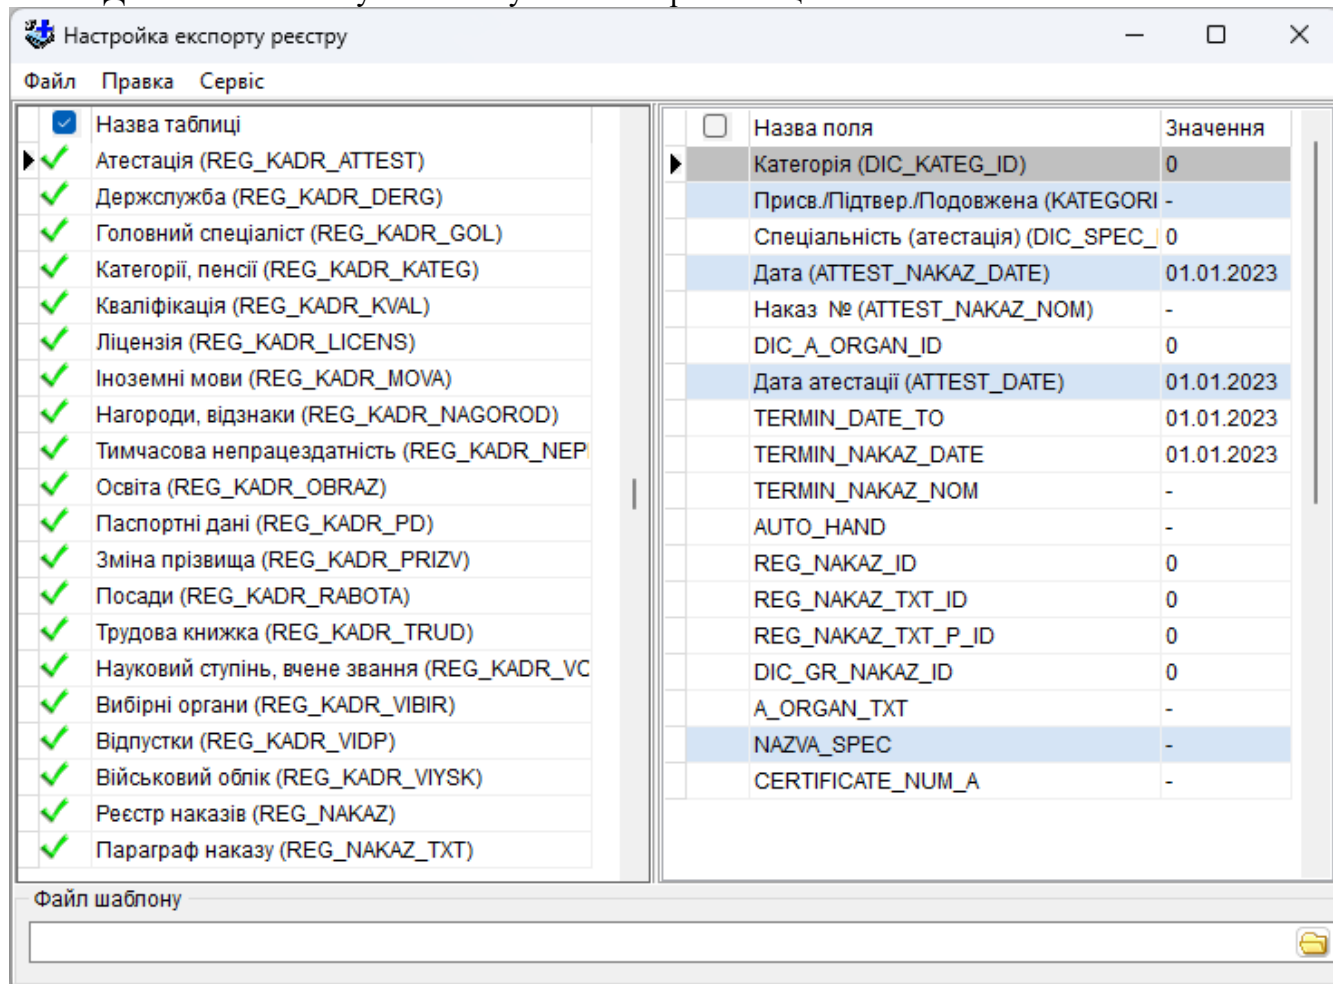 Настройка експорту реєстру
Файл Правка Сервіс
Назва таблиці
Атестація (REG_KADR_ATTEST)
Держслужба (REG_KADR_DERG)
Головний спеціаліст (REG_KADR_GOL)
Категорії, пенсії (REG_KADR_KATEG)
Кваліфікація (REG_KADR_KVAL)
Ліцензія (REG_KADR_LICENS)
Іноземні мови (REG_KADR_MOVA)
Нагороди, відзнаки (REG_KADR_NAGOROD)
Тимчасова непрацездатність (REG_KADR_NEP
Освіта (REG_KADR_OBRAZ)
Паспортні дані (REG_KADR_PD)
Зміна прізвища (REG_KADR_PRIZV)
Посади (REG_KADR_RABOTA)
Трудова книжка (REG_KADR_TRUD)
Науковий ступінь, вчене звання (REG_KADR_VC
Вибірні органи (REG_KADR_VIBIR)
Відпустки (REG_KADR_VIDP)
Військовий облік (REG_KADR_VIYSK)
Реєстр наказів (REG_NAKAZ)
Параграф наказу (REG_NAKAZ_TXT)
Назва поля Значення
Категорія (DIC_KATEG_ID) 0
Присв./Підтвер./Подовжена (KATEGORI -
Спеціальність (атестація) (DIC_SPEC_ 0
Дата (ATTEST_NAKAZ_DATE) 01.01.2023
Наказ № (ATTEST_NAKAZ_NOM) -
DIC_A_ORGAN_ID 0
Дата атестації (ATTEST_DATE) 01.01.2023
TERMIN_DATE_TO 01.01.2023
TERMIN_NAKAZ_DATE 01.01.2023
TERMIN_NAKAZ_NOM -
AUTO_HAND -
REG_NAKAZ_ID 0
REG_NAKAZ_TXT_ID 0
REG_NAKAZ_TXT_P_ID 0
DIC_GR_NAKAZ_ID 0
A_ORGAN_TXT -
NAZVA_SPEC -
CERTIFICATE_NUM_A -
Файл шаблону